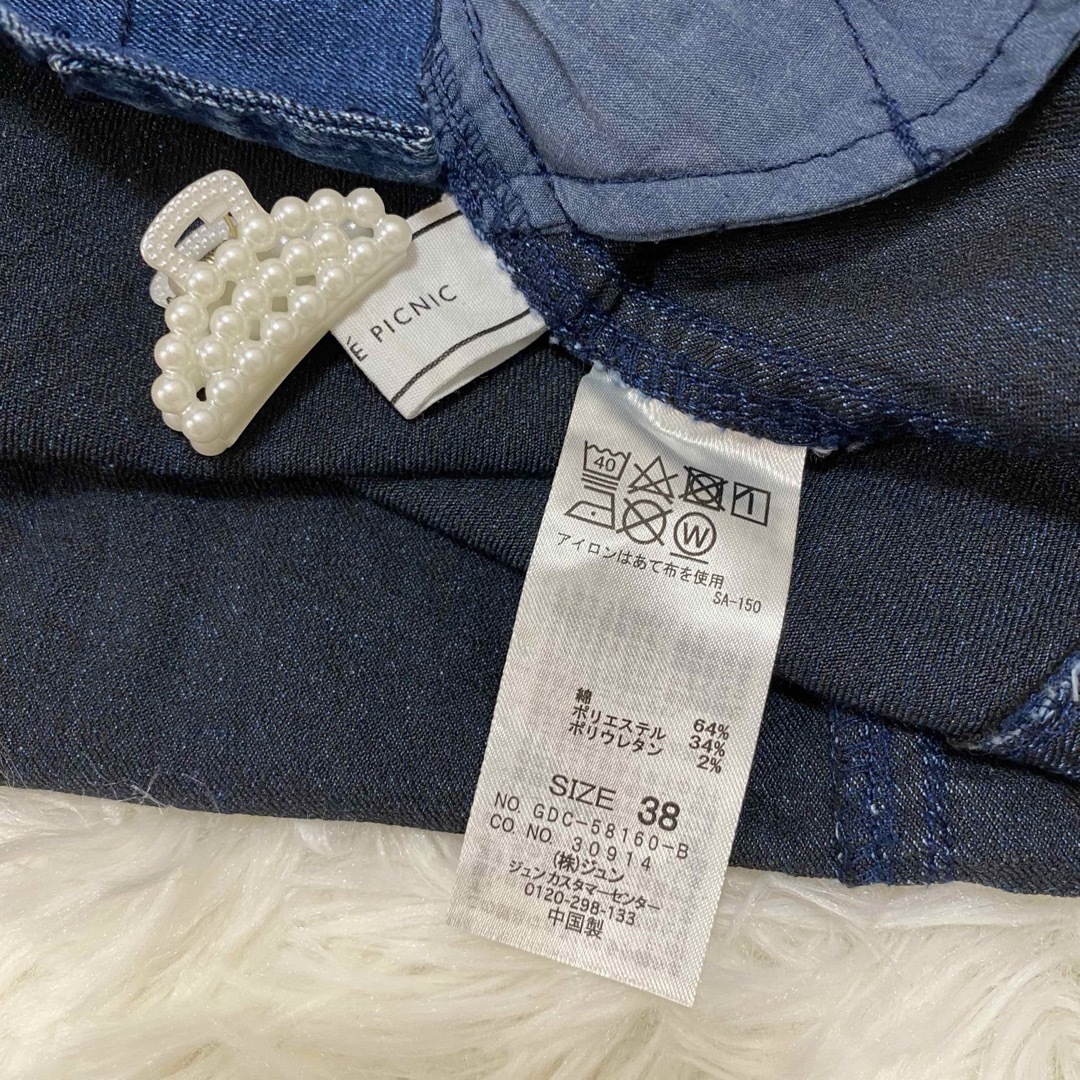 É PICNIC
40
W
アイロンはあて布を使用
SA-150
綿 64%
ポリエステル 34%
ポリウレタン 2%
SIZE 38
NO. GDC-58160-B
CO. NO. 30914
(株)ジュン
ジュンカスタマーセンター
0120-298-133
中国製